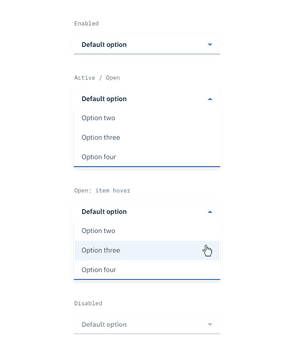 Enabled
Default option
Active / Open
Default option
Option two
Option three
Option four
Open: item hover
Default option
Option two
Option three
Option four
Disabled
Default option